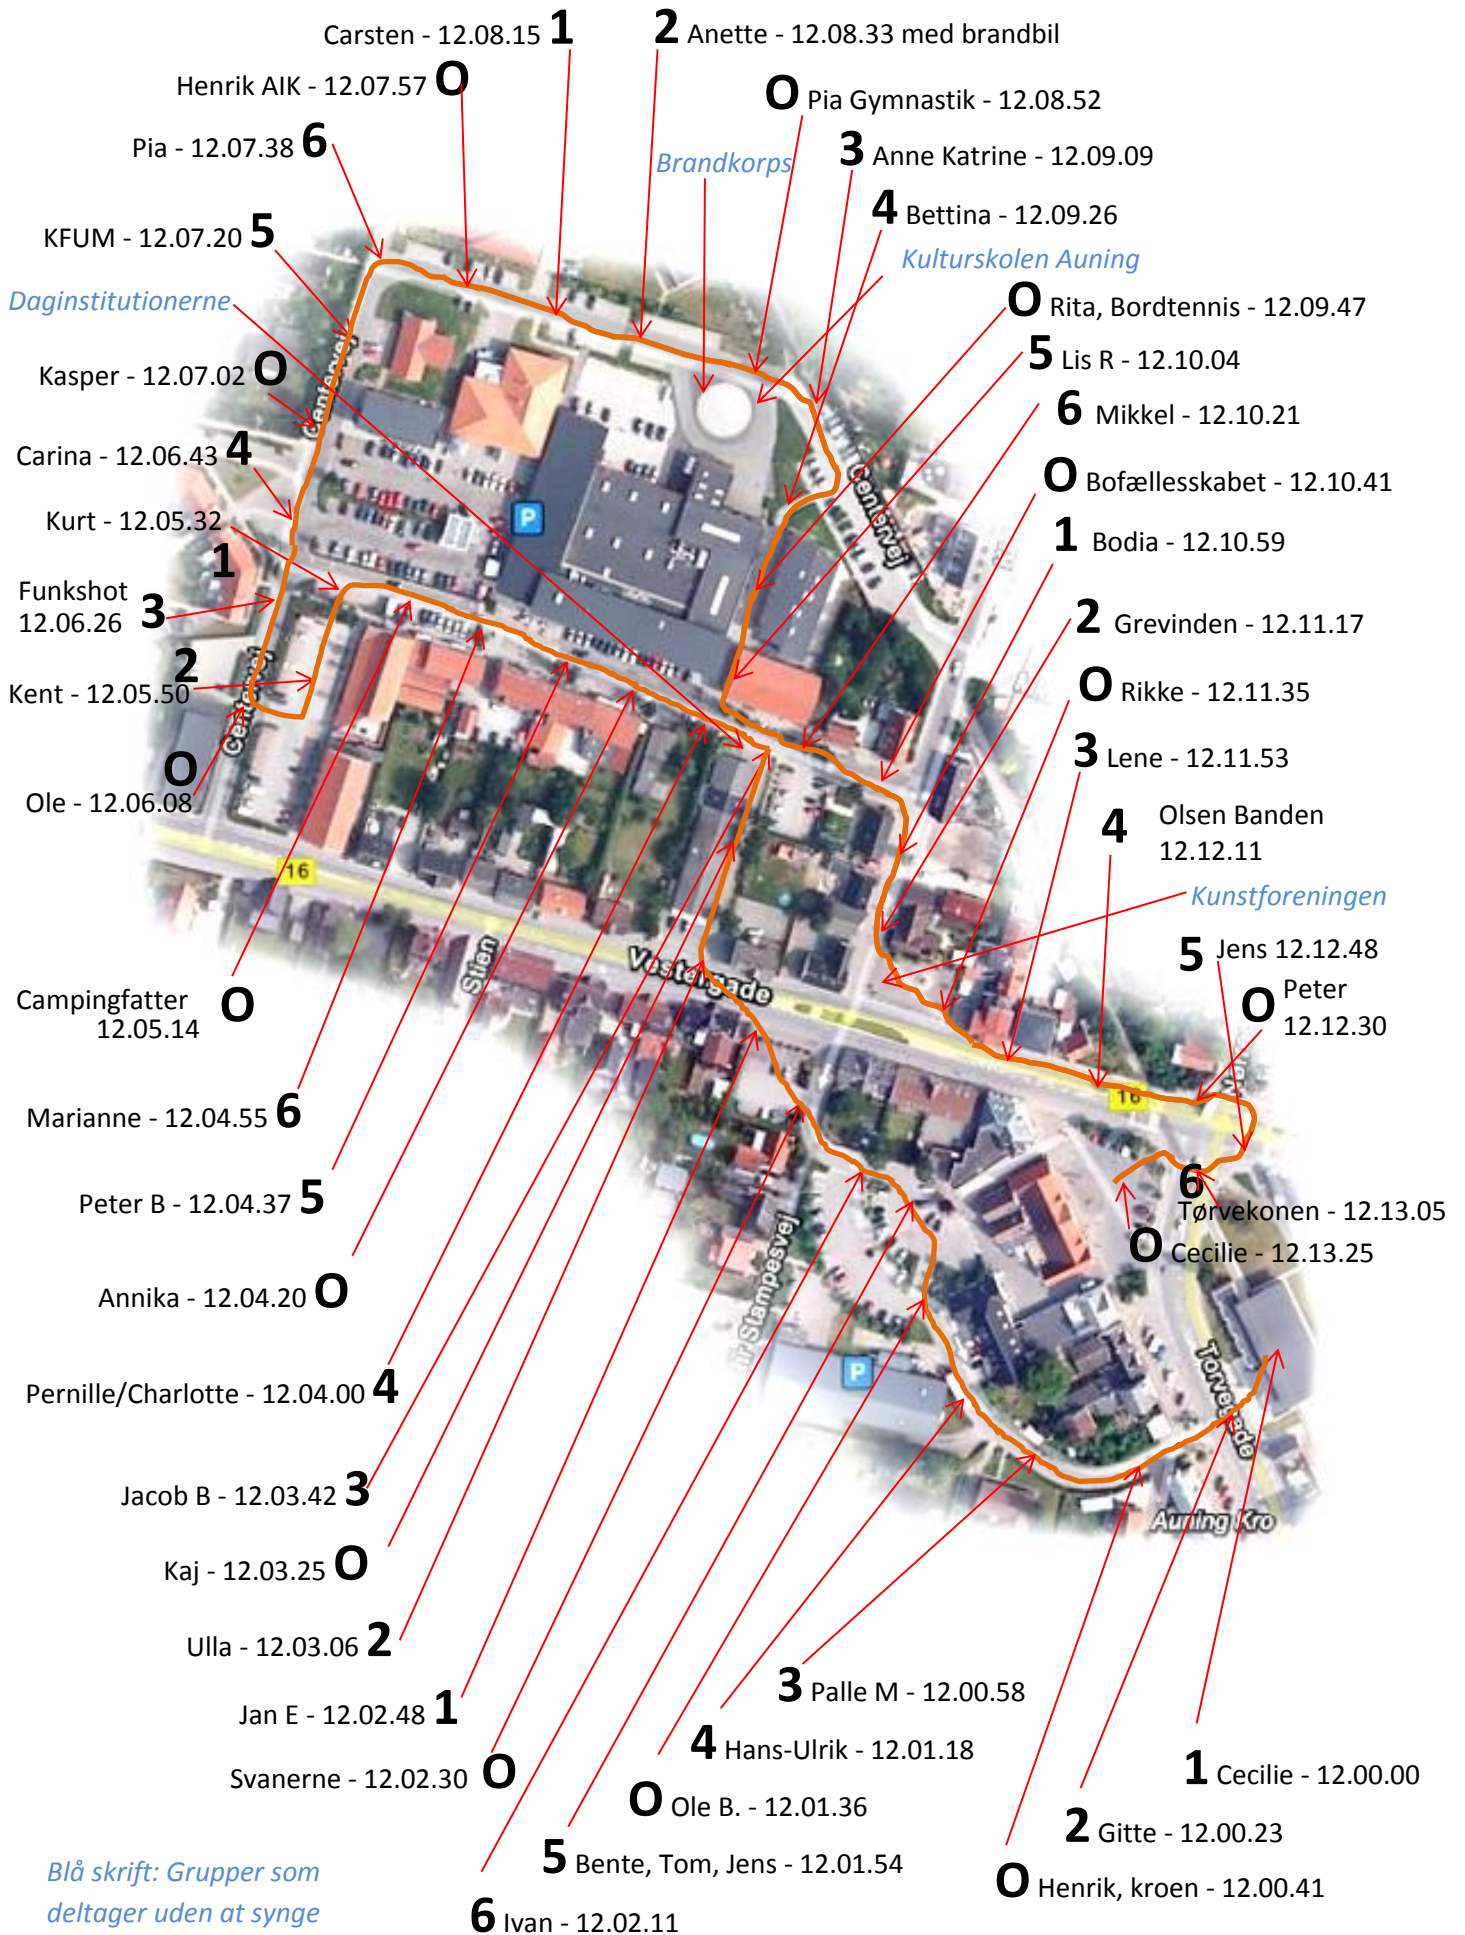 Carsten - 12.08.15 1
2 Anette - 12.08.33 med brandbil
Henrik AIK - 12.07.57 O
O Pia Gymnastik - 12.08.52
Pia - 12.07.38 6
Brandkorps
3 Anne Katrine - 12.09.09
4 Bettina - 12.09.26
KFUM - 12.07.20 5
Kulturskolen Auning
Daginstitutionerne
O Rita, Bordtennis - 12.09.47
5 Lis R - 12.10.04
Kasper - 12.07.02 O
Centervej
6 Mikkel - 12.10.21
Carina - 12.06.43 4
O Bofællesskabet - 12.10.41
Centervej
Kurt - 12.05.32
1
P
1 Bodia - 12.10.59
Funkshot
12.06.26 3
2 Grevinden - 12.11.17
Kent - 12.05.50 2
Centervej
O Rikke - 12.11.35
O
Ole - 12.06.08
3 Lene - 12.11.53
4 Olsen Banden
12.12.11
16
Kunstforeningen
Stien
Vestergade
5 Jens 12.12.48
Campingfatter O
12.05.14
O Peter
12.12.30
16
Marianne - 12.04.55 6
6
Tørvekonen - 12.13.05
Peter B - 12.04.37 5
O Cecilie - 12.13.25
Annika - 12.04.20 O
nr Stampesvej
P
Torvegade
Pernille/Charlotte - 12.04.00 4
Jacob B - 12.03.42 3
Auning Kro
Kaj - 12.03.25 O
Ulla - 12.03.06 2
3 Palle M - 12.00.58
Jan E - 12.02.48 1
4 Hans-Ulrik - 12.01.18
Svanerne - 12.02.30 O
1 Cecilie - 12.00.00
O Ole B. - 12.01.36
2 Gitte - 12.00.23
5 Bente, Tom, Jens - 12.01.54
O Henrik, kroen - 12.00.41
Blå skrift: Grupper som
deltager uden at synge
6 Ivan - 12.02.11